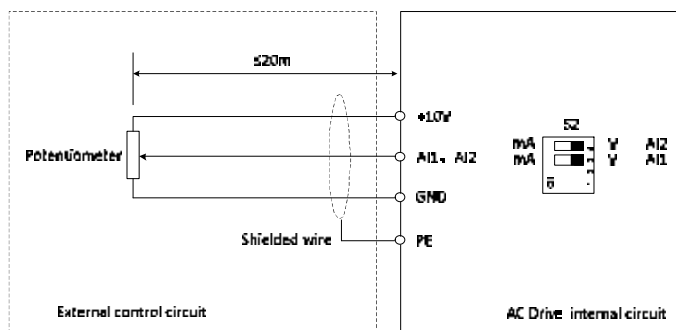 ≤20m
+10V
S2
mA V AI2
Potentiometer AI1、AI2
mA V AI1
GND
Shielded wire PE
External control circuit
AC Drive internal circuit